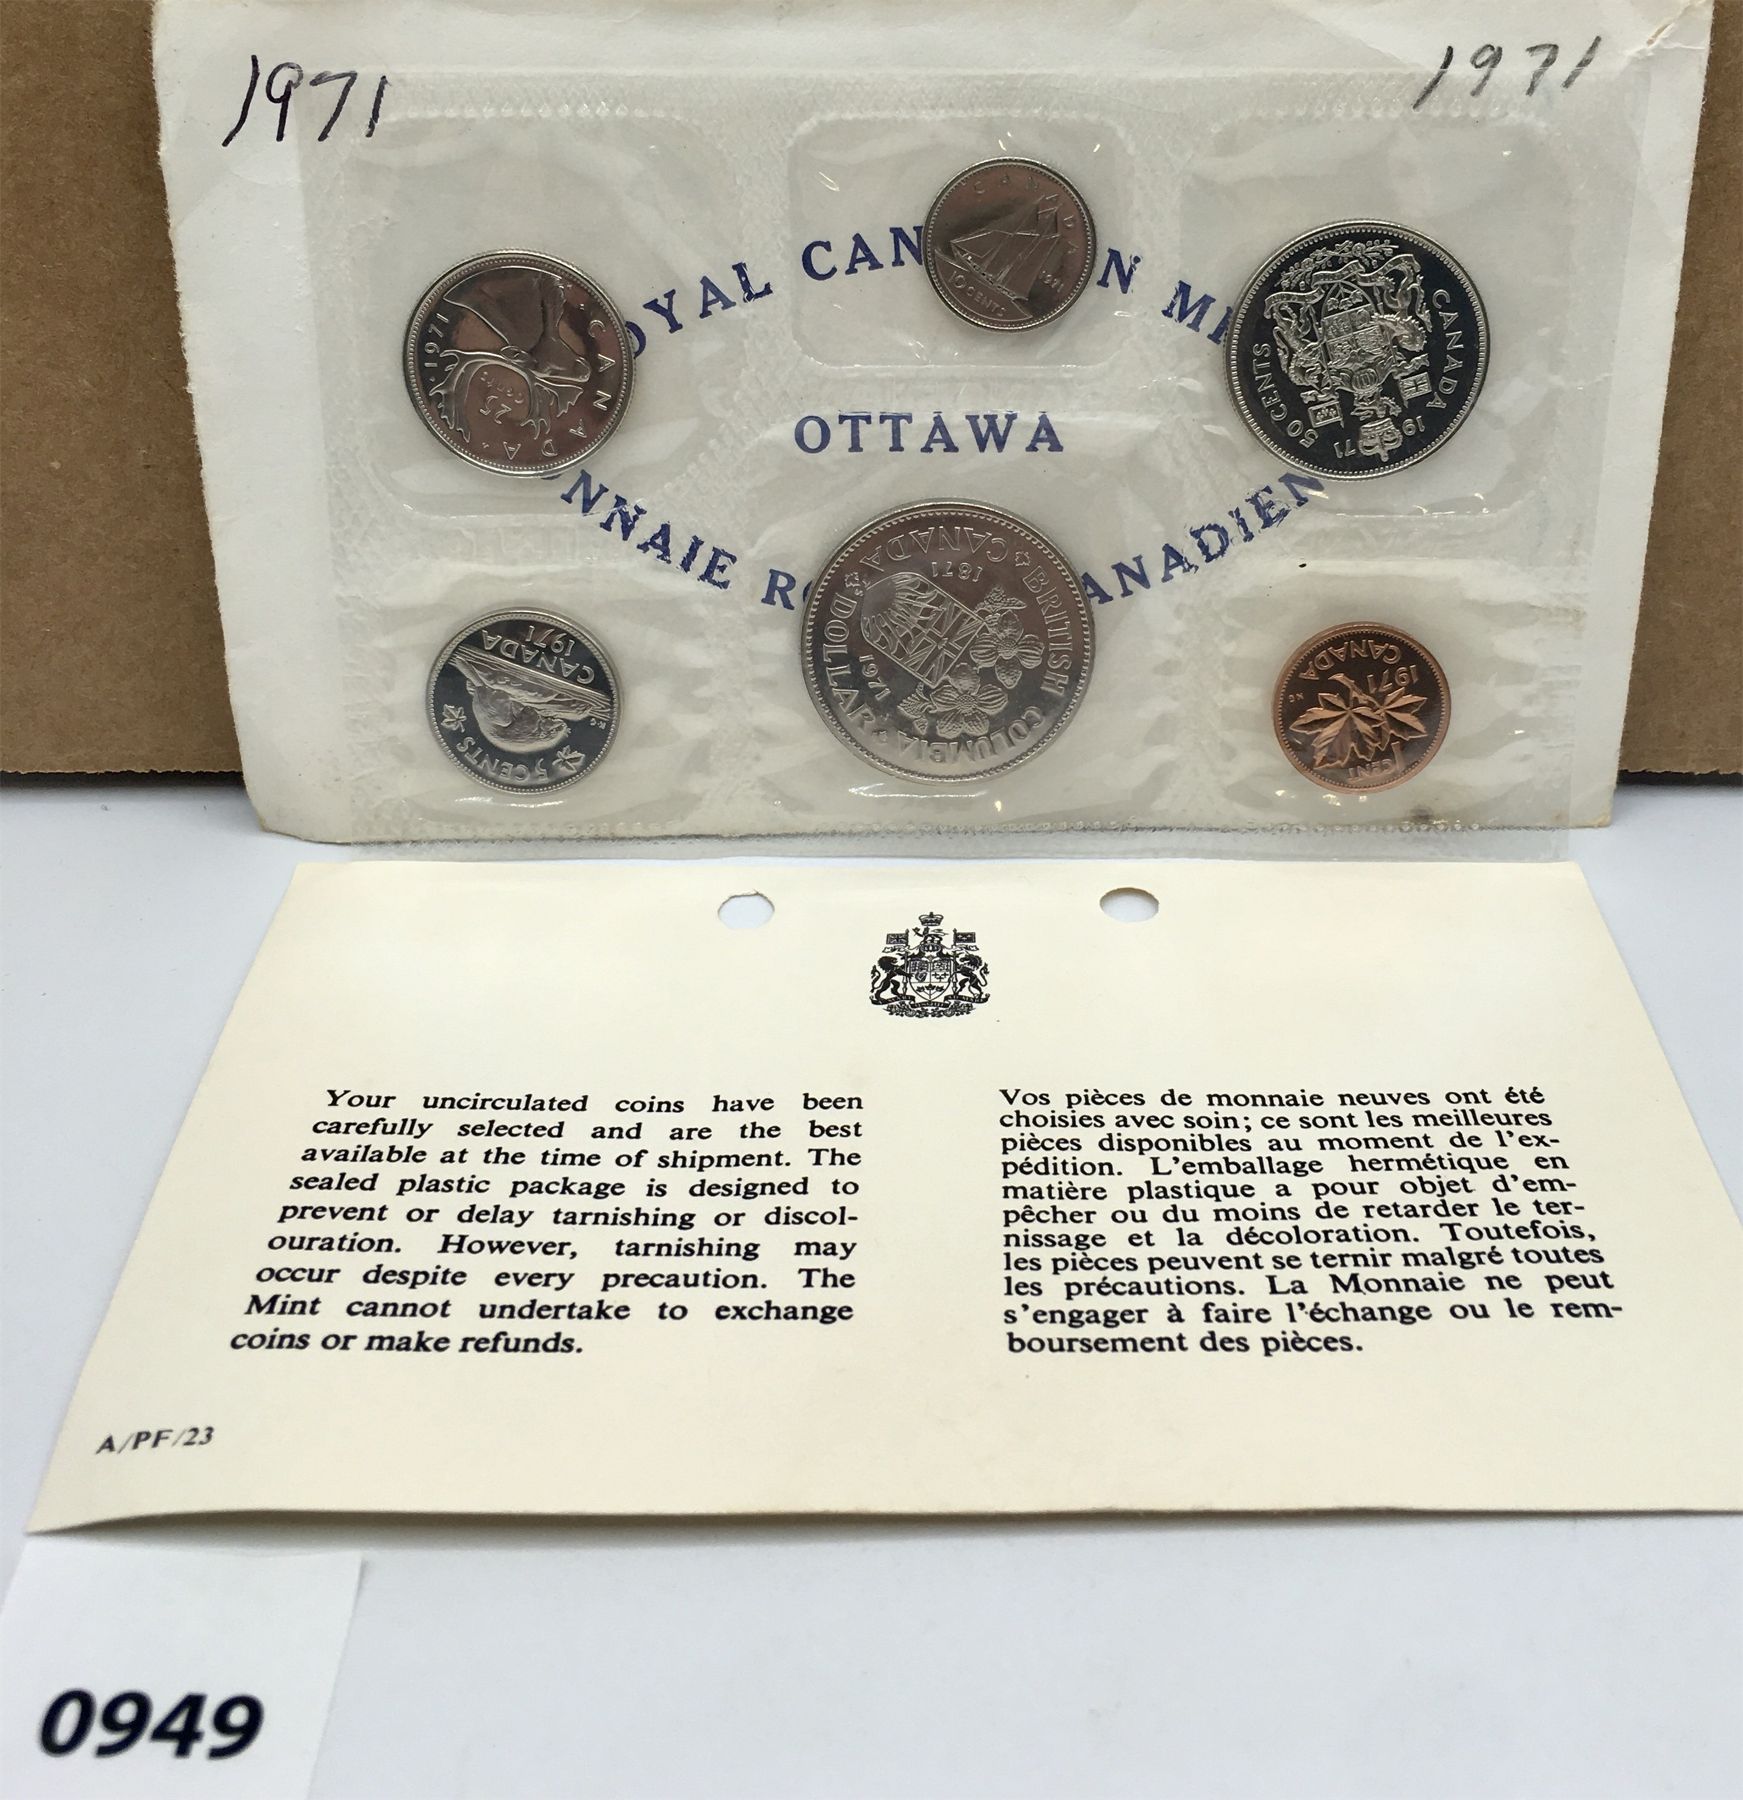 1971
1971
OYAL CAN N M
OTTAWA
NNAIE R ANADIEN
CANADA
1971
10 CENTS
CANADA
1971
25
CENTS
CANADA
1971
50 CENTS
1971
CANADA
K·G
5 CENTS
BRITISH COLUMBIA
CANADA
1871
1971
DOLLAR
1971
CANADA
1
CENT
Your uncirculated coins have been
carefully selected and are the best
available at the time of shipment. The
sealed plastic package is designed to
prevent or delay tarnishing or discol-
ouration. However, tarnishing may
occur despite every precaution. The
Mint cannot undertake to exchange
coins or make refunds.
Vos pièces de monnaie neuves ont été
choisies avec soin; ce sont les meilleures
pièces disponibles au moment de l'ex-
pédition. L'emballage hermétique en
matière plastique a pour objet d'em-
pêcher ou du moins de retarder le ter-
nissage et la décoloration. Toutefois,
les pièces peuvent se ternir malgré toutes
les précautions. La Monnaie ne peut
s'engager à faire l'échange ou le rem-
boursement des pièces.
A/PF/23
0949